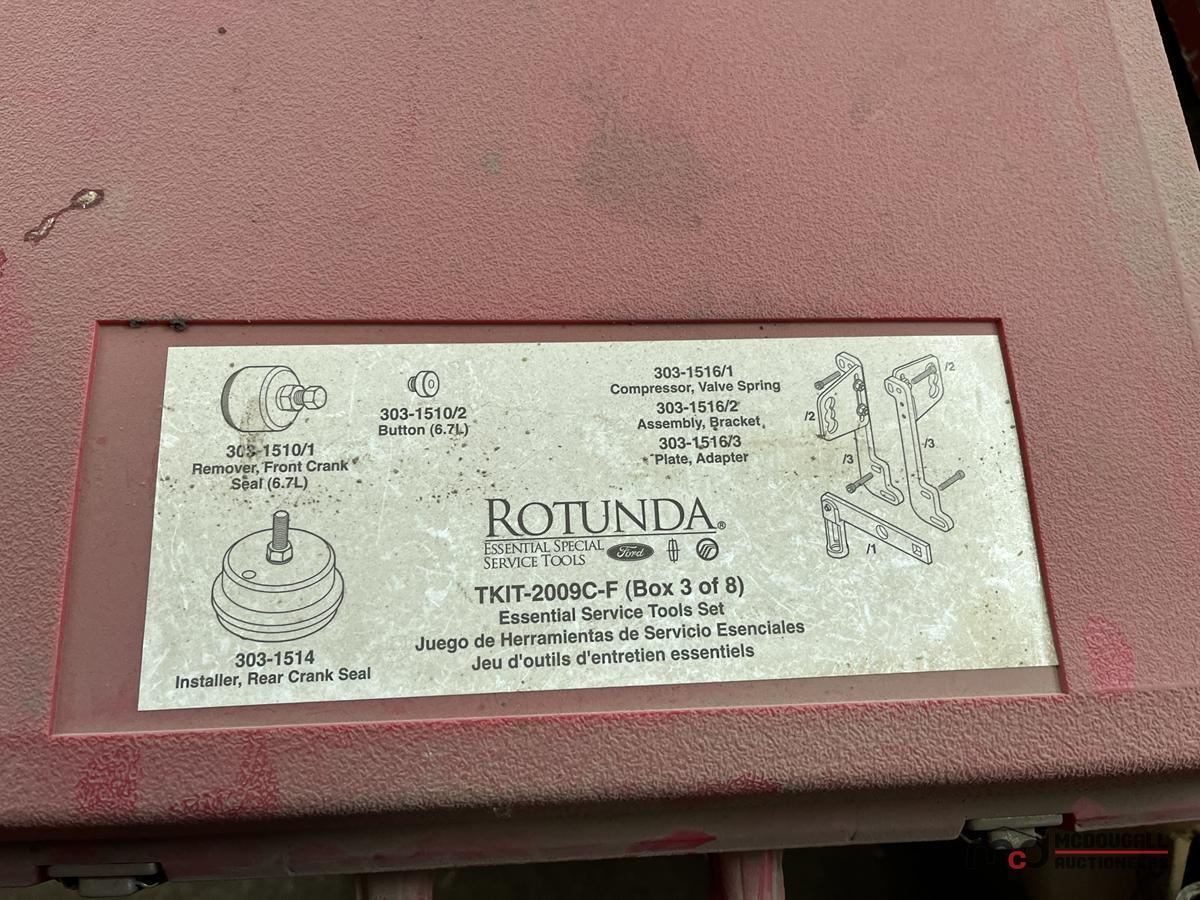 303-1510/1
Remover, Front Crank
Seal (6.7L)
303-1510/2
Button (6.7L)
303-1516/1
Compressor, Valve Spring
303-1516/2
Assembly, Bracket
303-1516/3
Plate, Adapter
/2
/2
/3
/3
/1
ROTUNDA®
ESSENTIAL SPECIAL
SERVICE TOOLS
Ford
303-1514
Installer, Rear Crank Seal
TKIT-2009C-F (Box 3 of 8)
Essential Service Tools Set
Juego de Herramientas de Servicio Esenciales
Jeu d'outils d'entretien essentiels
mcd MCDOUGALL
AUCTIONEERS